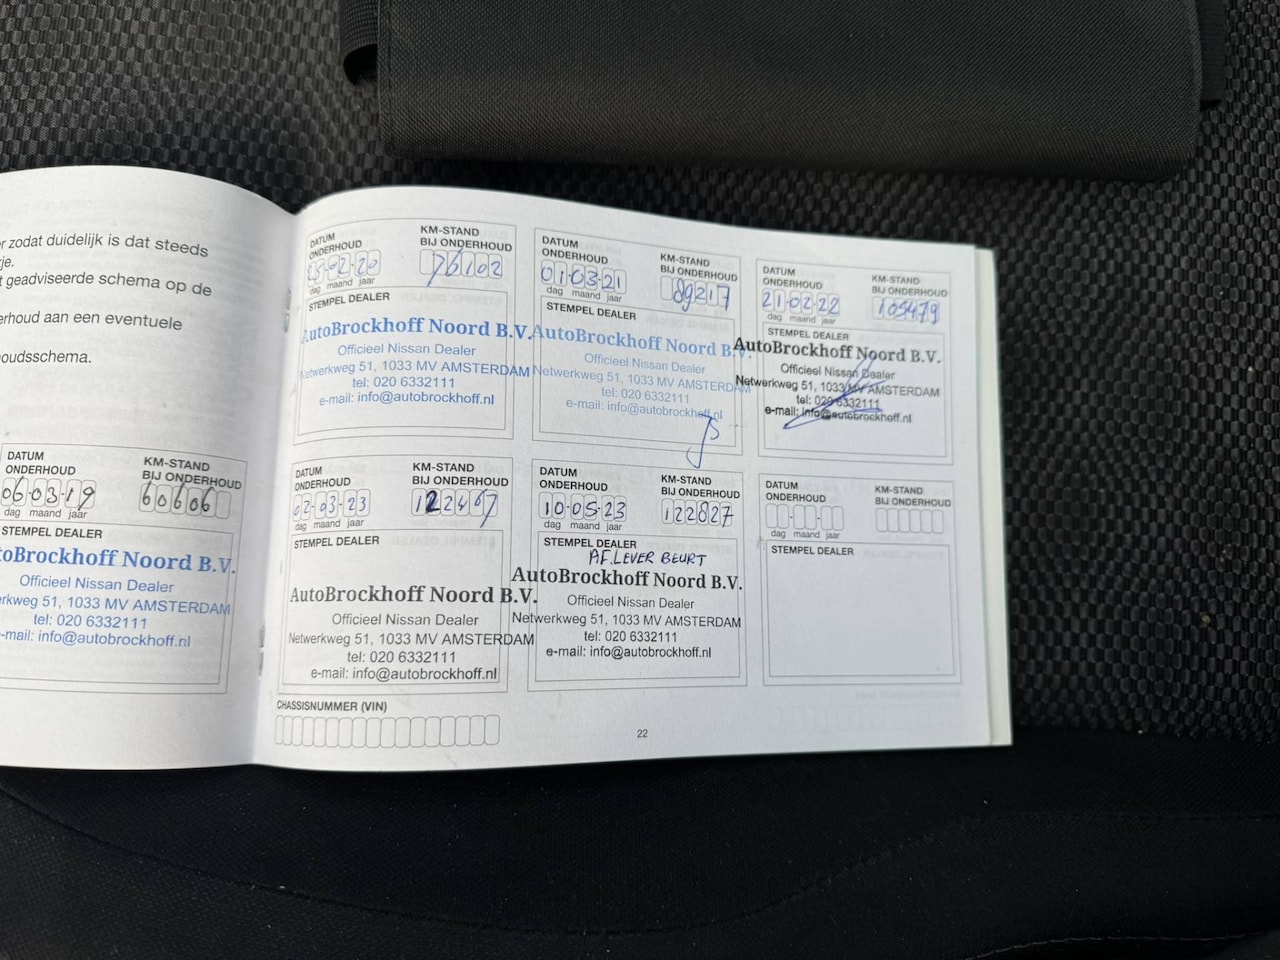 r zodat duidelijk is dat steeds
je.
t geadviseerde schema op de
erhoud aan een eventuele
oudsschema.
DATUM
ONDERHOUD
KM-STAND
BIJ ONDERHOUD
06-03-19
60606
dag maand jaar
STEMPEL DEALER
toBrockhoff Noord B.V.
Officieel Nissan Dealer
rkweg 51, 1033 MV AMSTERDAM
tel: 020 6332111
-mail: info@autobrockhoff.nl
DATUM
ONDERHOUD
KM-STAND
BIJ ONDERHOUD
25-02-20
76102
dag maand jaar
STEMPEL DEALER
AutoBrockhoff Noord B.V.
Officieel Nissan Dealer
Netwerkweg 51, 1033 MV AMSTERDAM
tel: 020 6332111
e-mail: info@autobrockhoff.nl
DATUM
ONDERHOUD
KM-STAND
BIJ ONDERHOUD
01-03-21
89217
dag maand jaar
STEMPEL DEALER
AutoBrockhoff Noord B.V.
Officieel Nissan Dealer
Netwerkweg 51, 1033 MV AMSTERDAM
tel: 020 6332111
e-mail: info@autobrockhoff.nl
DATUM
ONDERHOUD
KM-STAND
BIJ ONDERHOUD
21-02-22
105479
dag maand jaar
STEMPEL DEALER
AutoBrockhoff Noord B.V.
Officieel Nissan Dealer
Netwerkweg 51, 1033 MV AMSTERDAM
tel: 020 6332111
e-mail: info@autobrockhoff.nl
DATUM
ONDERHOUD
KM-STAND
BIJ ONDERHOUD
02-03-23
122467
dag maand jaar
STEMPEL DEALER
AutoBrockhoff Noord B.V.
Officieel Nissan Dealer
Netwerkweg 51, 1033 MV AMSTERDAM
tel: 020 6332111
e-mail: info@autobrockhoff.nl
DATUM
ONDERHOUD
KM-STAND
BIJ ONDERHOUD
10-05-23
122827
dag maand jaar
STEMPEL DEALER
AFLEVER BEURT
AutoBrockhoff Noord B.V.
Officieel Nissan Dealer
Netwerkweg 51, 1033 MV AMSTERDAM
tel: 020 6332111
e-mail: info@autobrockhoff.nl
DATUM
ONDERHOUD
KM-STAND
BIJ ONDERHOUD
dag maand jaar
STEMPEL DEALER
CHASSISNUMMER (VIN)
22